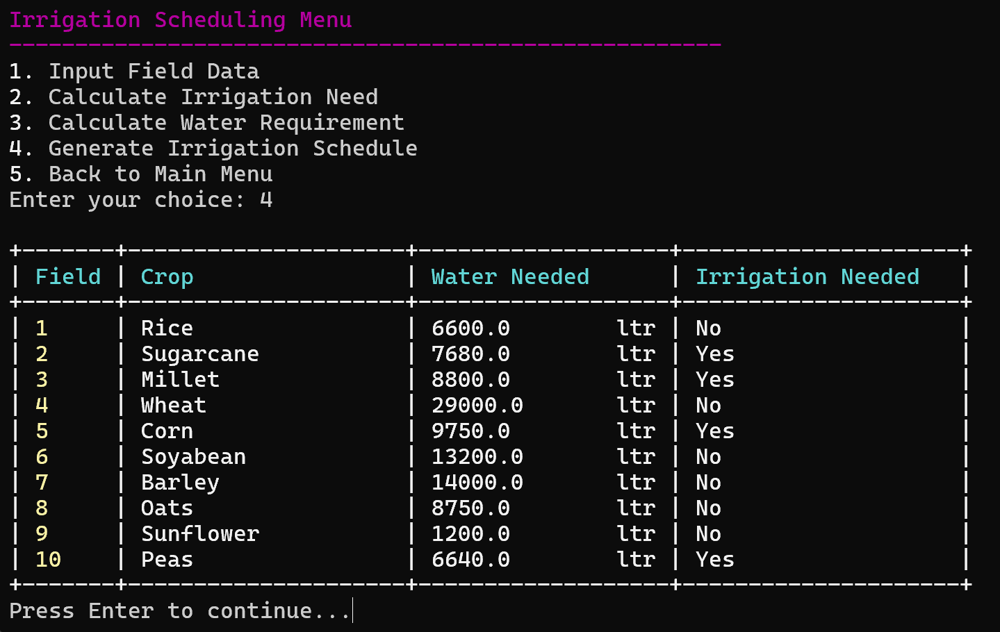 Irrigation Scheduling Menu
------------------------------------------------------
1. Input Field Data
2. Calculate Irrigation Need
3. Calculate Water Requirement
4. Generate Irrigation Schedule
5. Back to Main Menu
Enter your choice: 4
+-------+---------------------+-------------------+---------------------+
| Field | Crop                | Water Needed      | Irrigation Needed   |
+-------+---------------------+-------------------+---------------------+
| 1     | Rice                | 6600.0        ltr | No                  |
| 2     | Sugarcane           | 7680.0        ltr | Yes                 |
| 3     | Millet              | 8800.0        ltr | Yes                 |
| 4     | Wheat               | 29000.0       ltr | No                  |
| 5     | Corn                | 9750.0        ltr | Yes                 |
| 6     | Soyabean            | 13200.0       ltr | No                  |
| 7     | Barley              | 14000.0       ltr | No                  |
| 8     | Oats                | 8750.0        ltr | No                  |
| 9     | Sunflower           | 1200.0        ltr | No                  |
| 10    | Peas                | 6640.0        ltr | Yes                 |
+-------+---------------------+-------------------+---------------------+
Press Enter to continue...